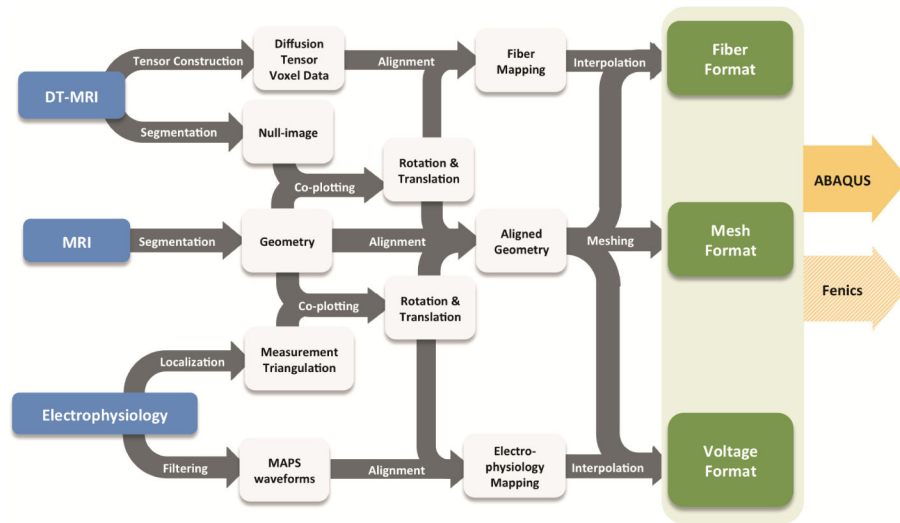 DT-MRI
Tensor Construction
Diffusion
Tensor
Voxel Data
Alignment
Fiber
Mapping
Interpolation
Fiber
Format
Segmentation
Null-image
Co-plotting
Rotation &
Translation
ABAQUS
MRI
Segmentation
Geometry
Alignment
Aligned
Geometry
Meshing
Mesh
Format
Co-plotting
Rotation &
Translation
Fenics
Localization
Measurement
Triangulation
Electrophysiology
Filtering
MAPS
waveforms
Alignment
Electro-
physiology
Mapping
Interpolation
Voltage
Format